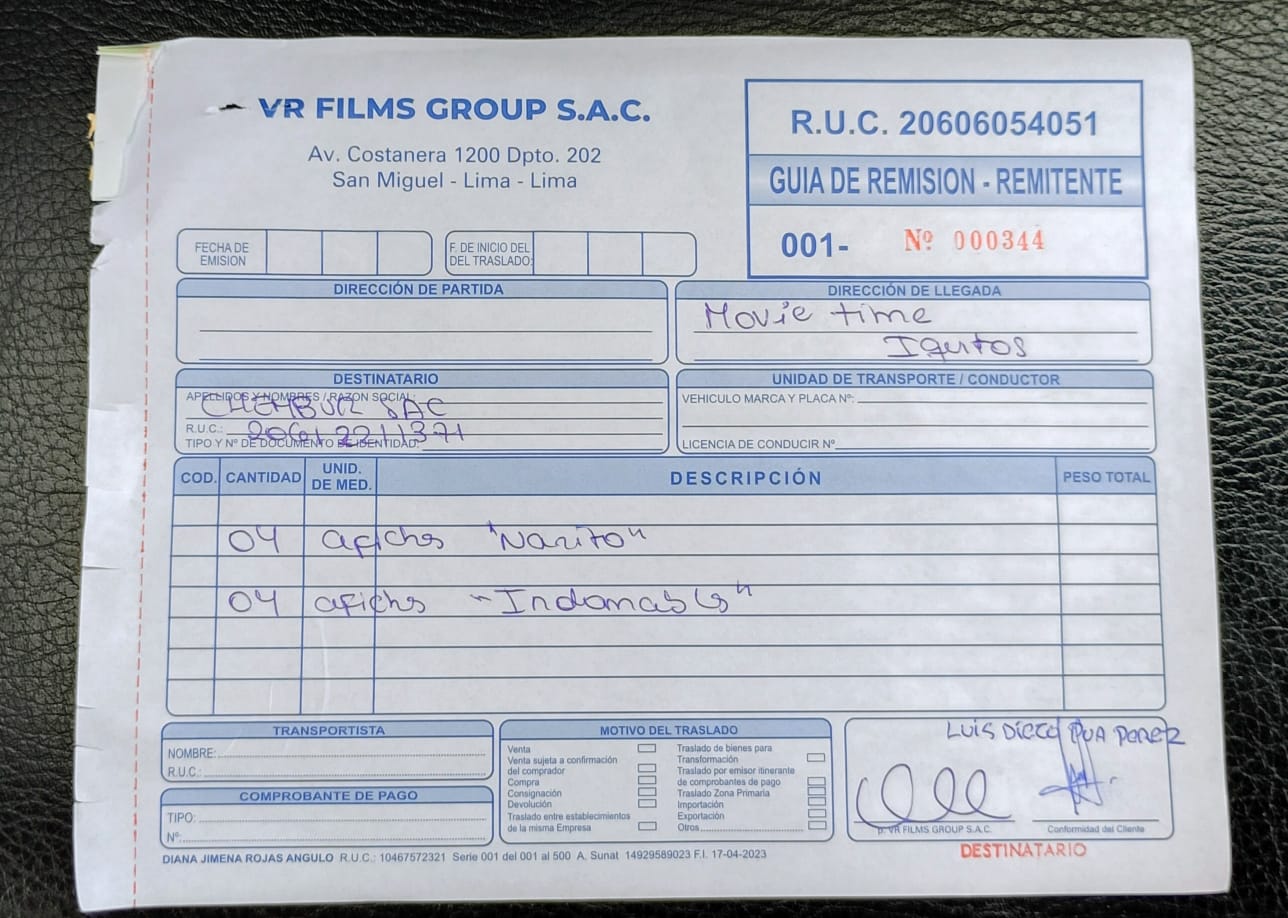 VR FILMS GROUP S.A.C.
Av. Costanera 1200 Dpto. 202
San Miguel - Lima - Lima
R.U.C. 20606054051
GUIA DE REMISION - REMITENTE
001- Nº 000344
FECHA DE EMISION
F. DE INICIO DEL DEL TRASLADO:
DIRECCIÓN DE PARTIDA
DIRECCIÓN DE LLEGADA
Movie time
Iquitos
DESTINATARIO
APELLIDOS Y NOMBRES / RAZON SOCIAL:
SAC
R.U.C.:
TIPO Y Nº DE DOCUMENTO DE IDENTIDAD:
UNIDAD DE TRANSPORTE / CONDUCTOR
VEHICULO MARCA Y PLACA Nº:
LICENCIA DE CONDUCIR Nº
COD. CANTIDAD UNID. DE MED. DESCRIPCIÓN PESO TOTAL
04 afiches
04 afiches "Indomable"
TRANSPORTISTA
NOMBRE:
R.U.C.:
COMPROBANTE DE PAGO
TIPO:
Nº:
MOTIVO DEL TRASLADO
Venta
Venta sujeta a confirmación
del comprador
Compra
Consignación
Devolución
Traslado entre establecimientos
de la misma Empresa
Traslado de bienes para
Transformación
Traslado por emisor itinerante
de comprobantes de pago
Traslado Zona Primaria
Importación
Exportación
Otros
LUIS DIEGO PEREZ
p. VR FILMS GROUP S.A.C.
Conformidad del Cliente
DESTINATARIO
DIANA JIMENA ROJAS ANGULO R.U.C.: 10467572321 Serie 001 del 001 al 500 A. Sunat 14929589023 F.I. 17-04-2023